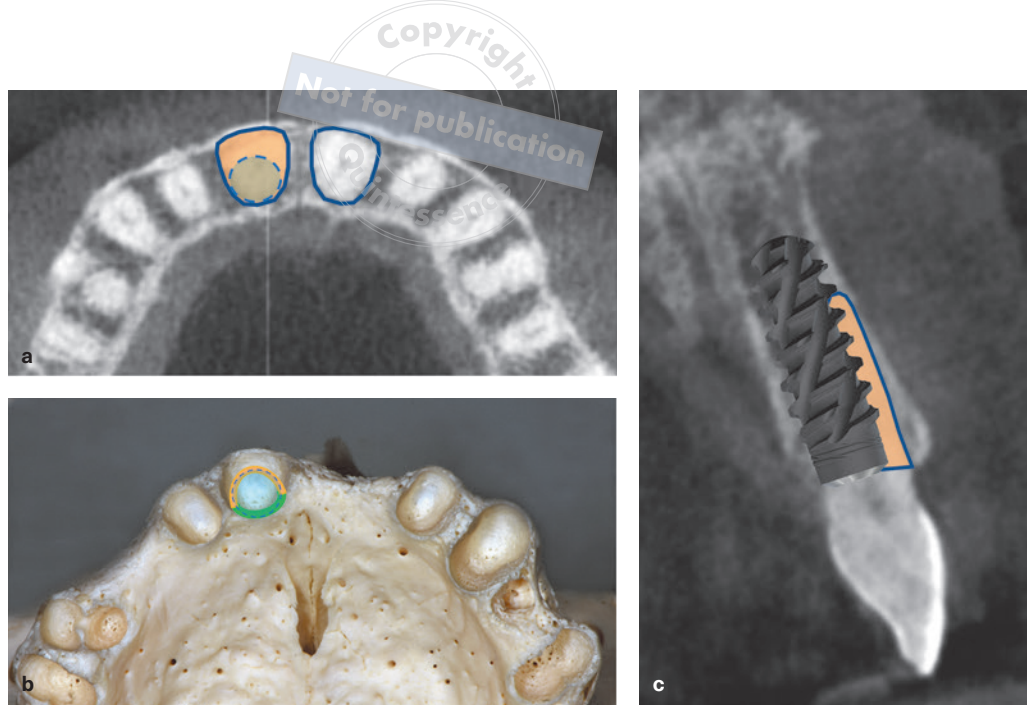 Copyright
Not for publication
Quintessence
a
b
c